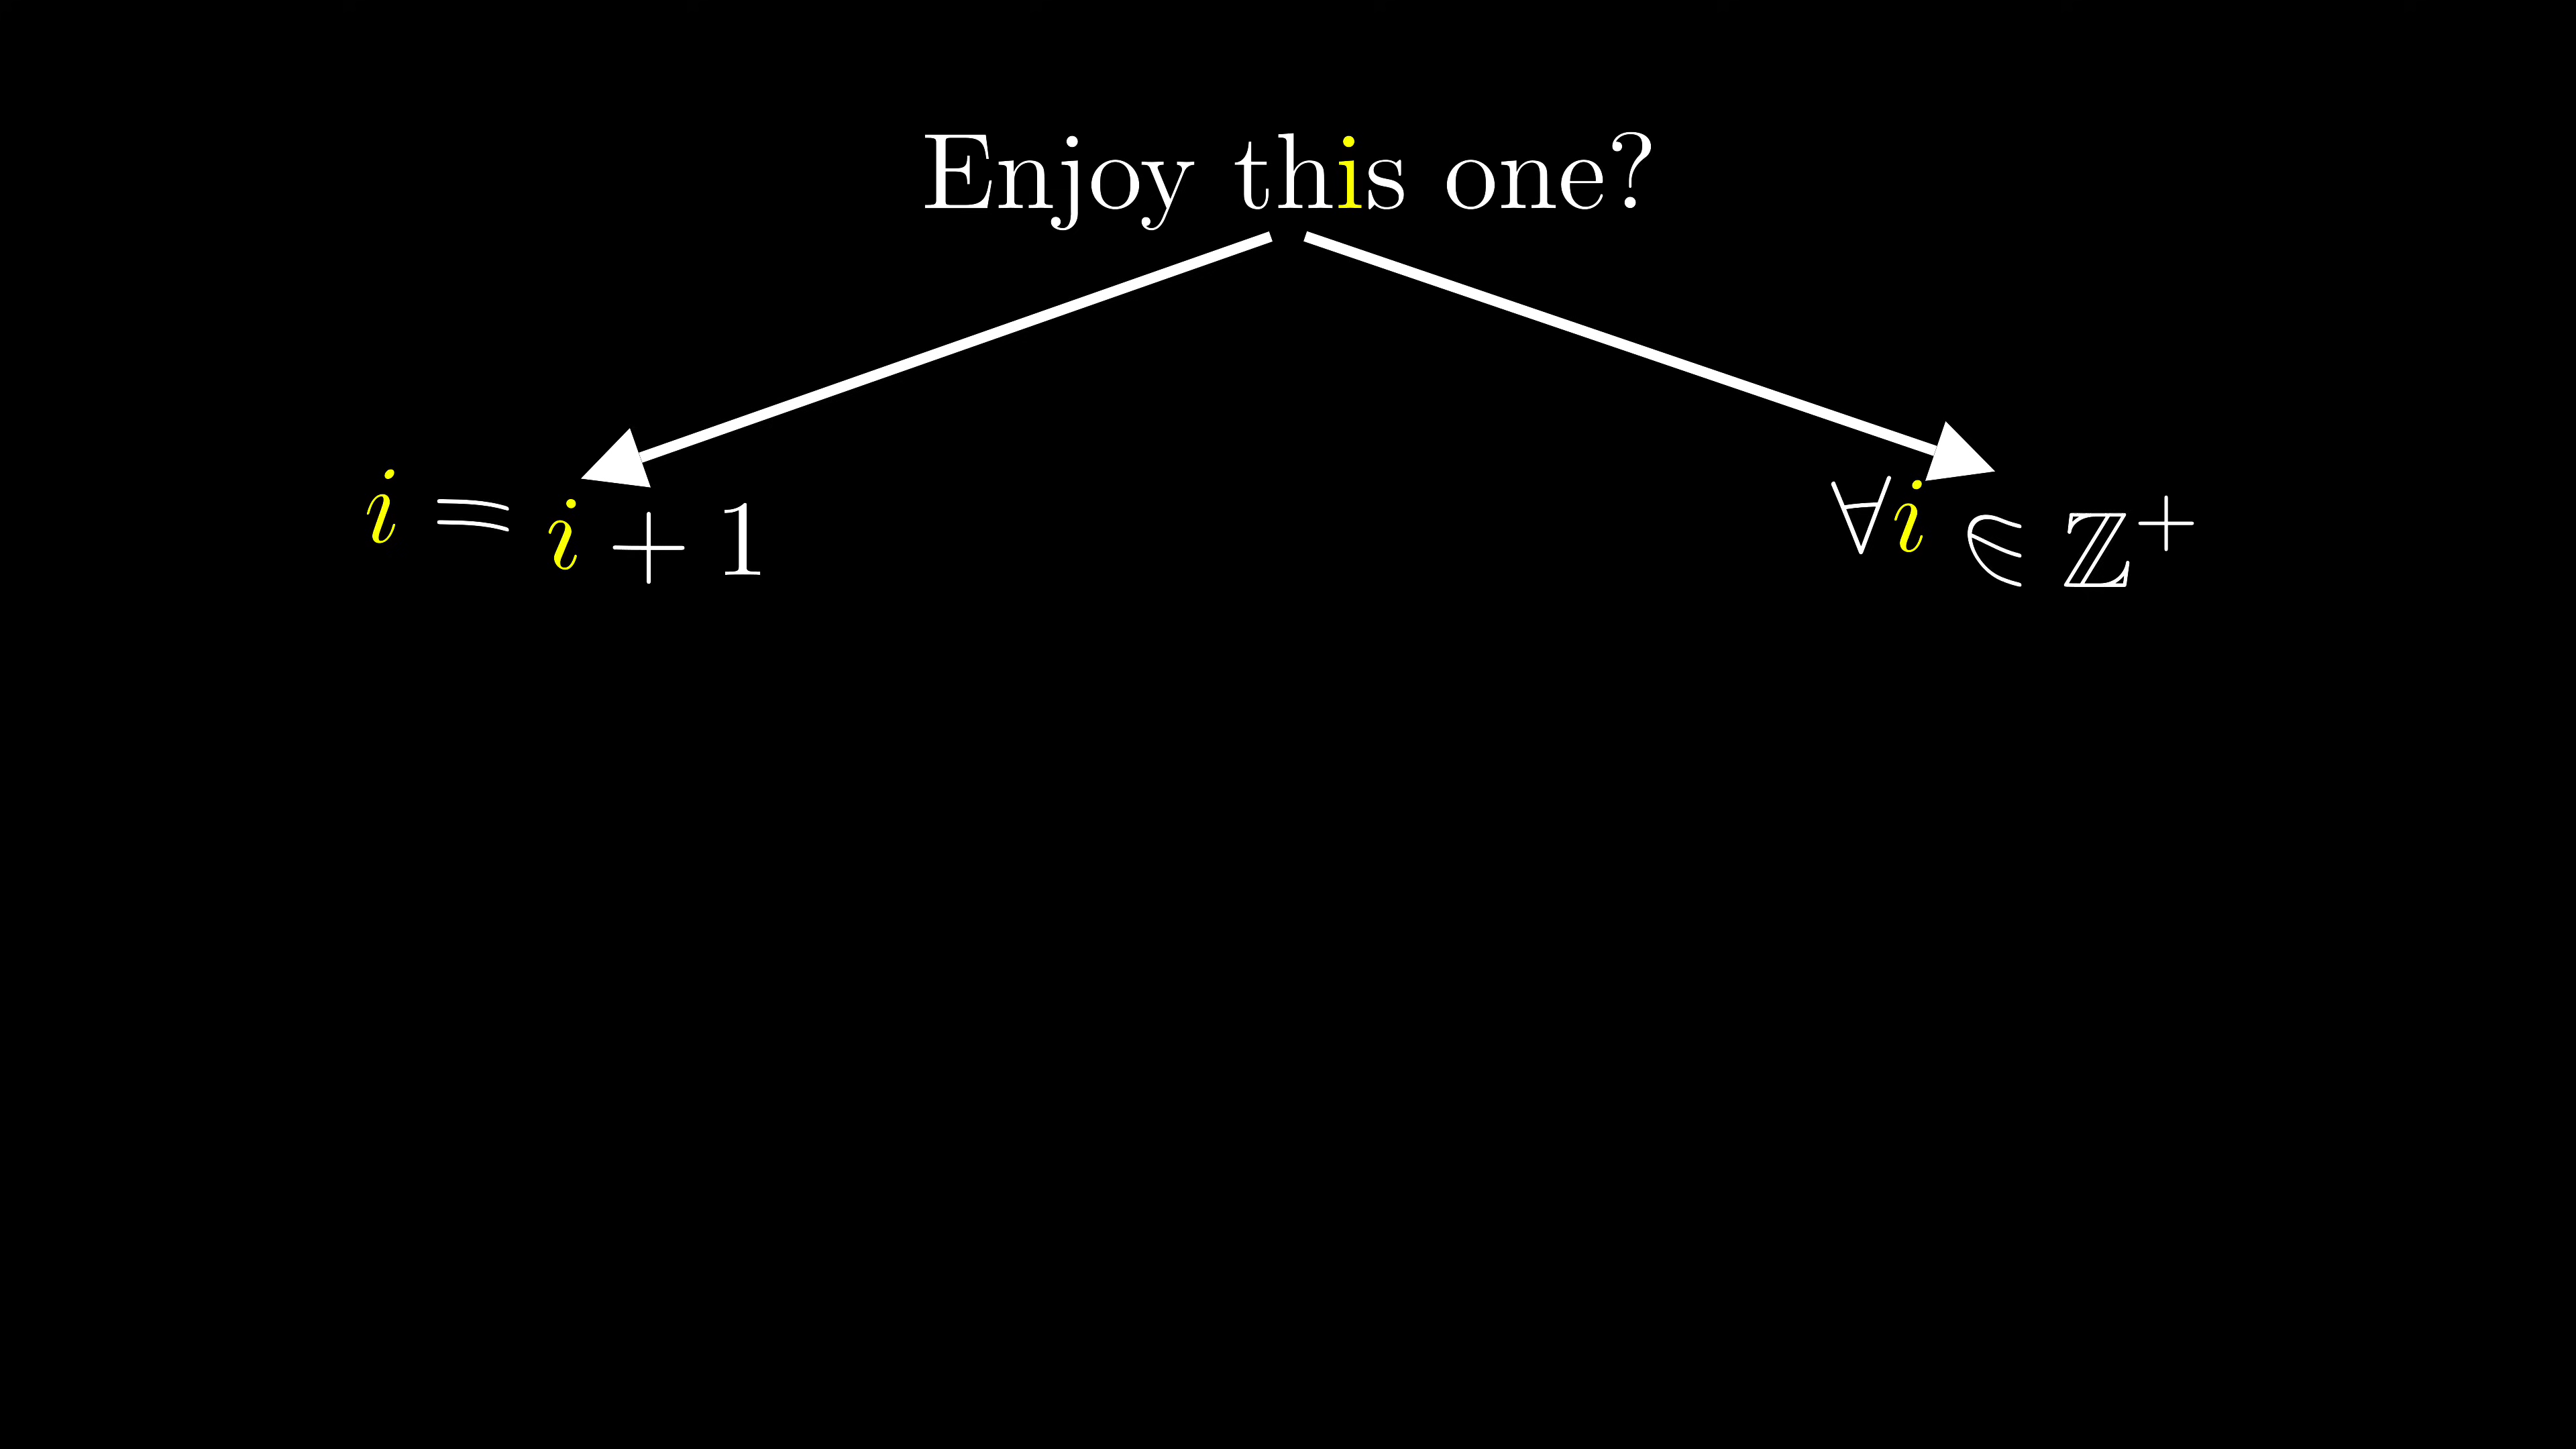 Enjoy this one?
i = i + 1
∀i ∈ ℤ⁺